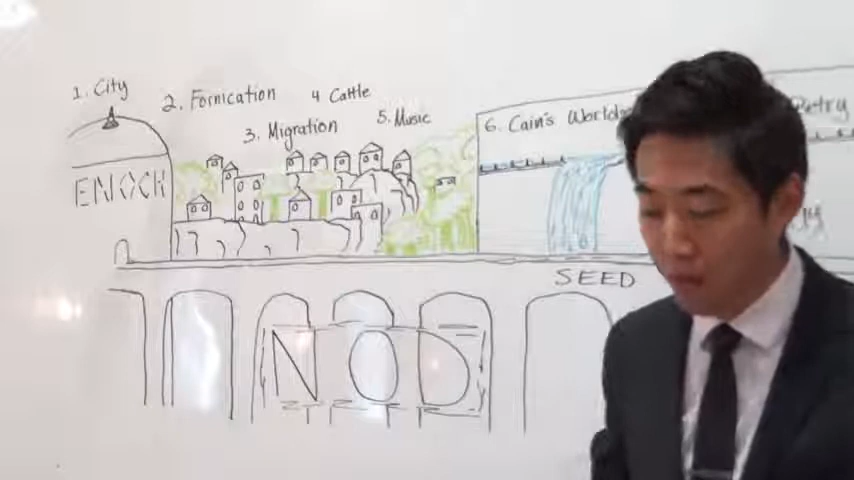 1. City
2. Fornication
3. Migration
4 Cattle
5. Music
6. Cain's World
ENOCH
SEED
NOD